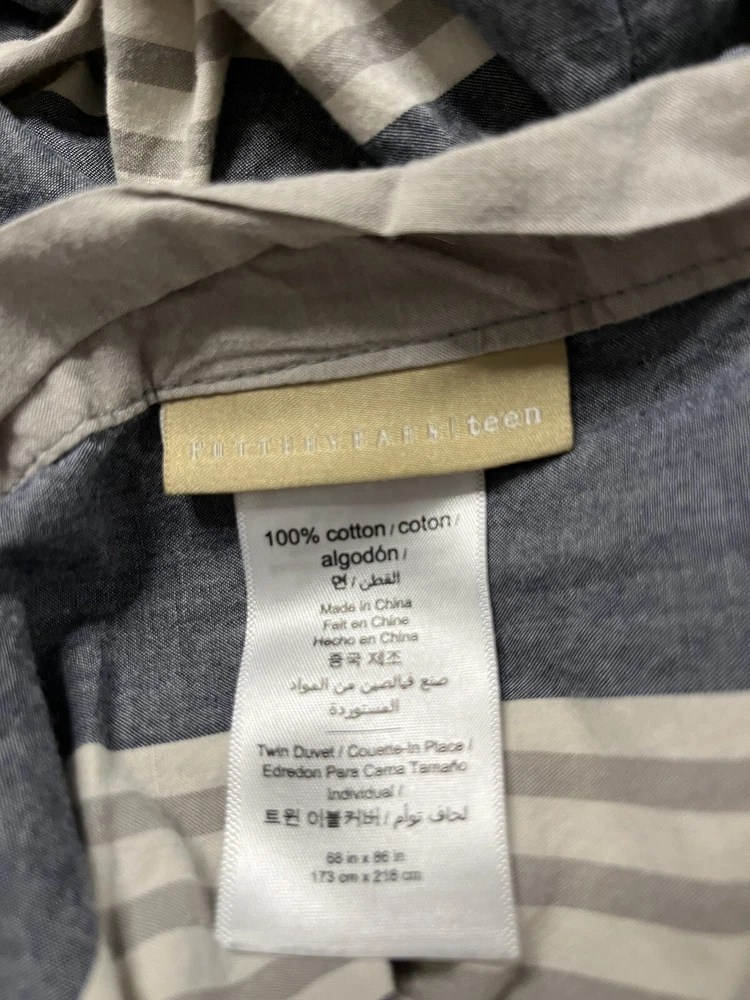 POTTERYBARN|teen
100% cotton / coton /
algodón /
면 / القطن
Made in China
Fait en Chine
Hecho en China
중국 제조
صنع فيالصين من المواد
المستوردة
Twin Duvet / Couette-In Place /
Edredon Para Cama Tamaño
Individual /
트윈 이불커버 / لحاف توأم
68 in x 86 in
173 cm x 218 cm